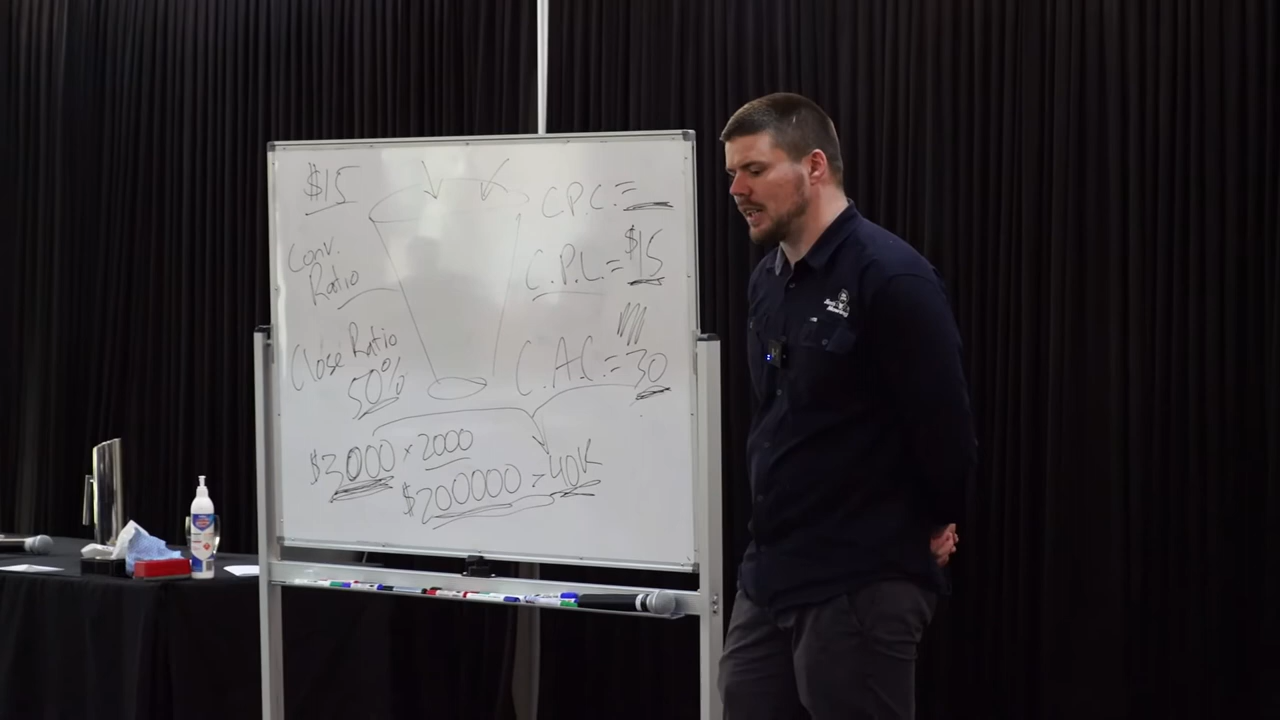 $15
Conv.
Ratio
Close Ratio
50%
C.P.C. =
C.P.L. = $15
C.A.C. = 30
$3000 × 2000
$200000 > 40K